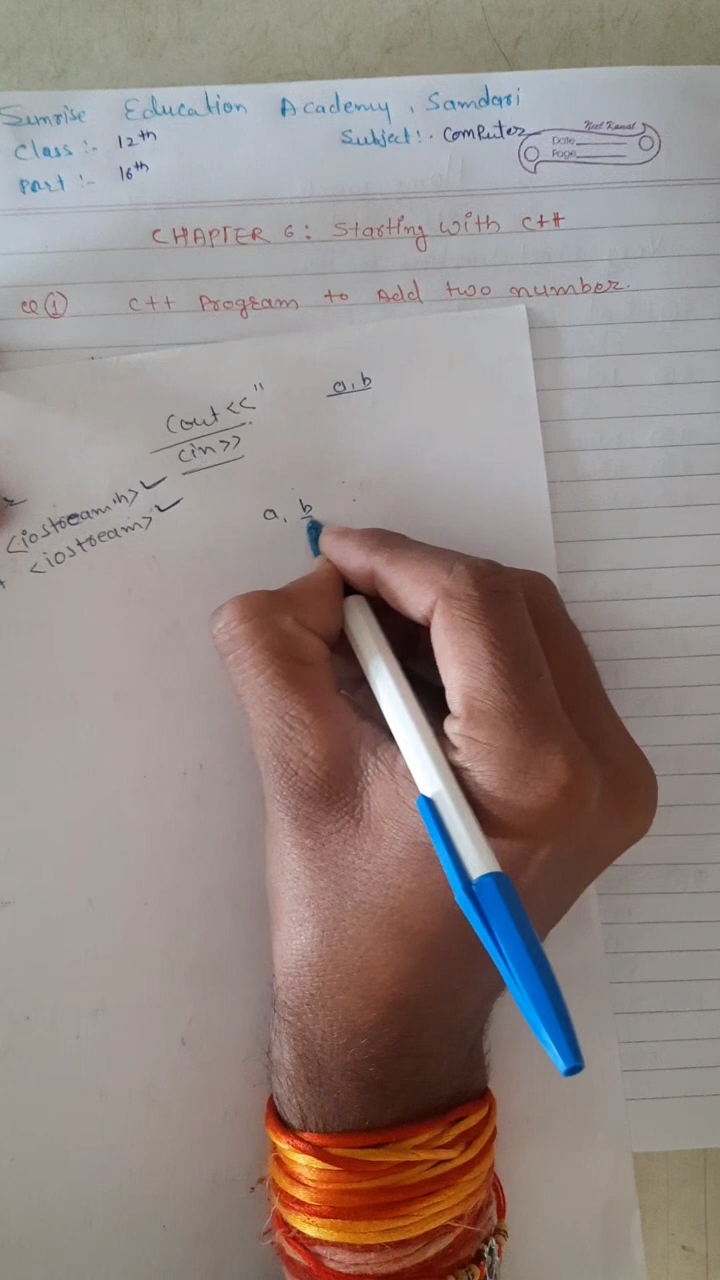 Sunrise Education Academy, Samdari
Class :- 12th
Subject :- Computer
Neel Kamal
Date
Page
Part :- 16th
CHAPTER 6: Starting with C++
Q(1) C++ Program to Add two number.
cout<<"
a,b
cin>>
<iostream.h> ✓
<iostream> ✓
a, b